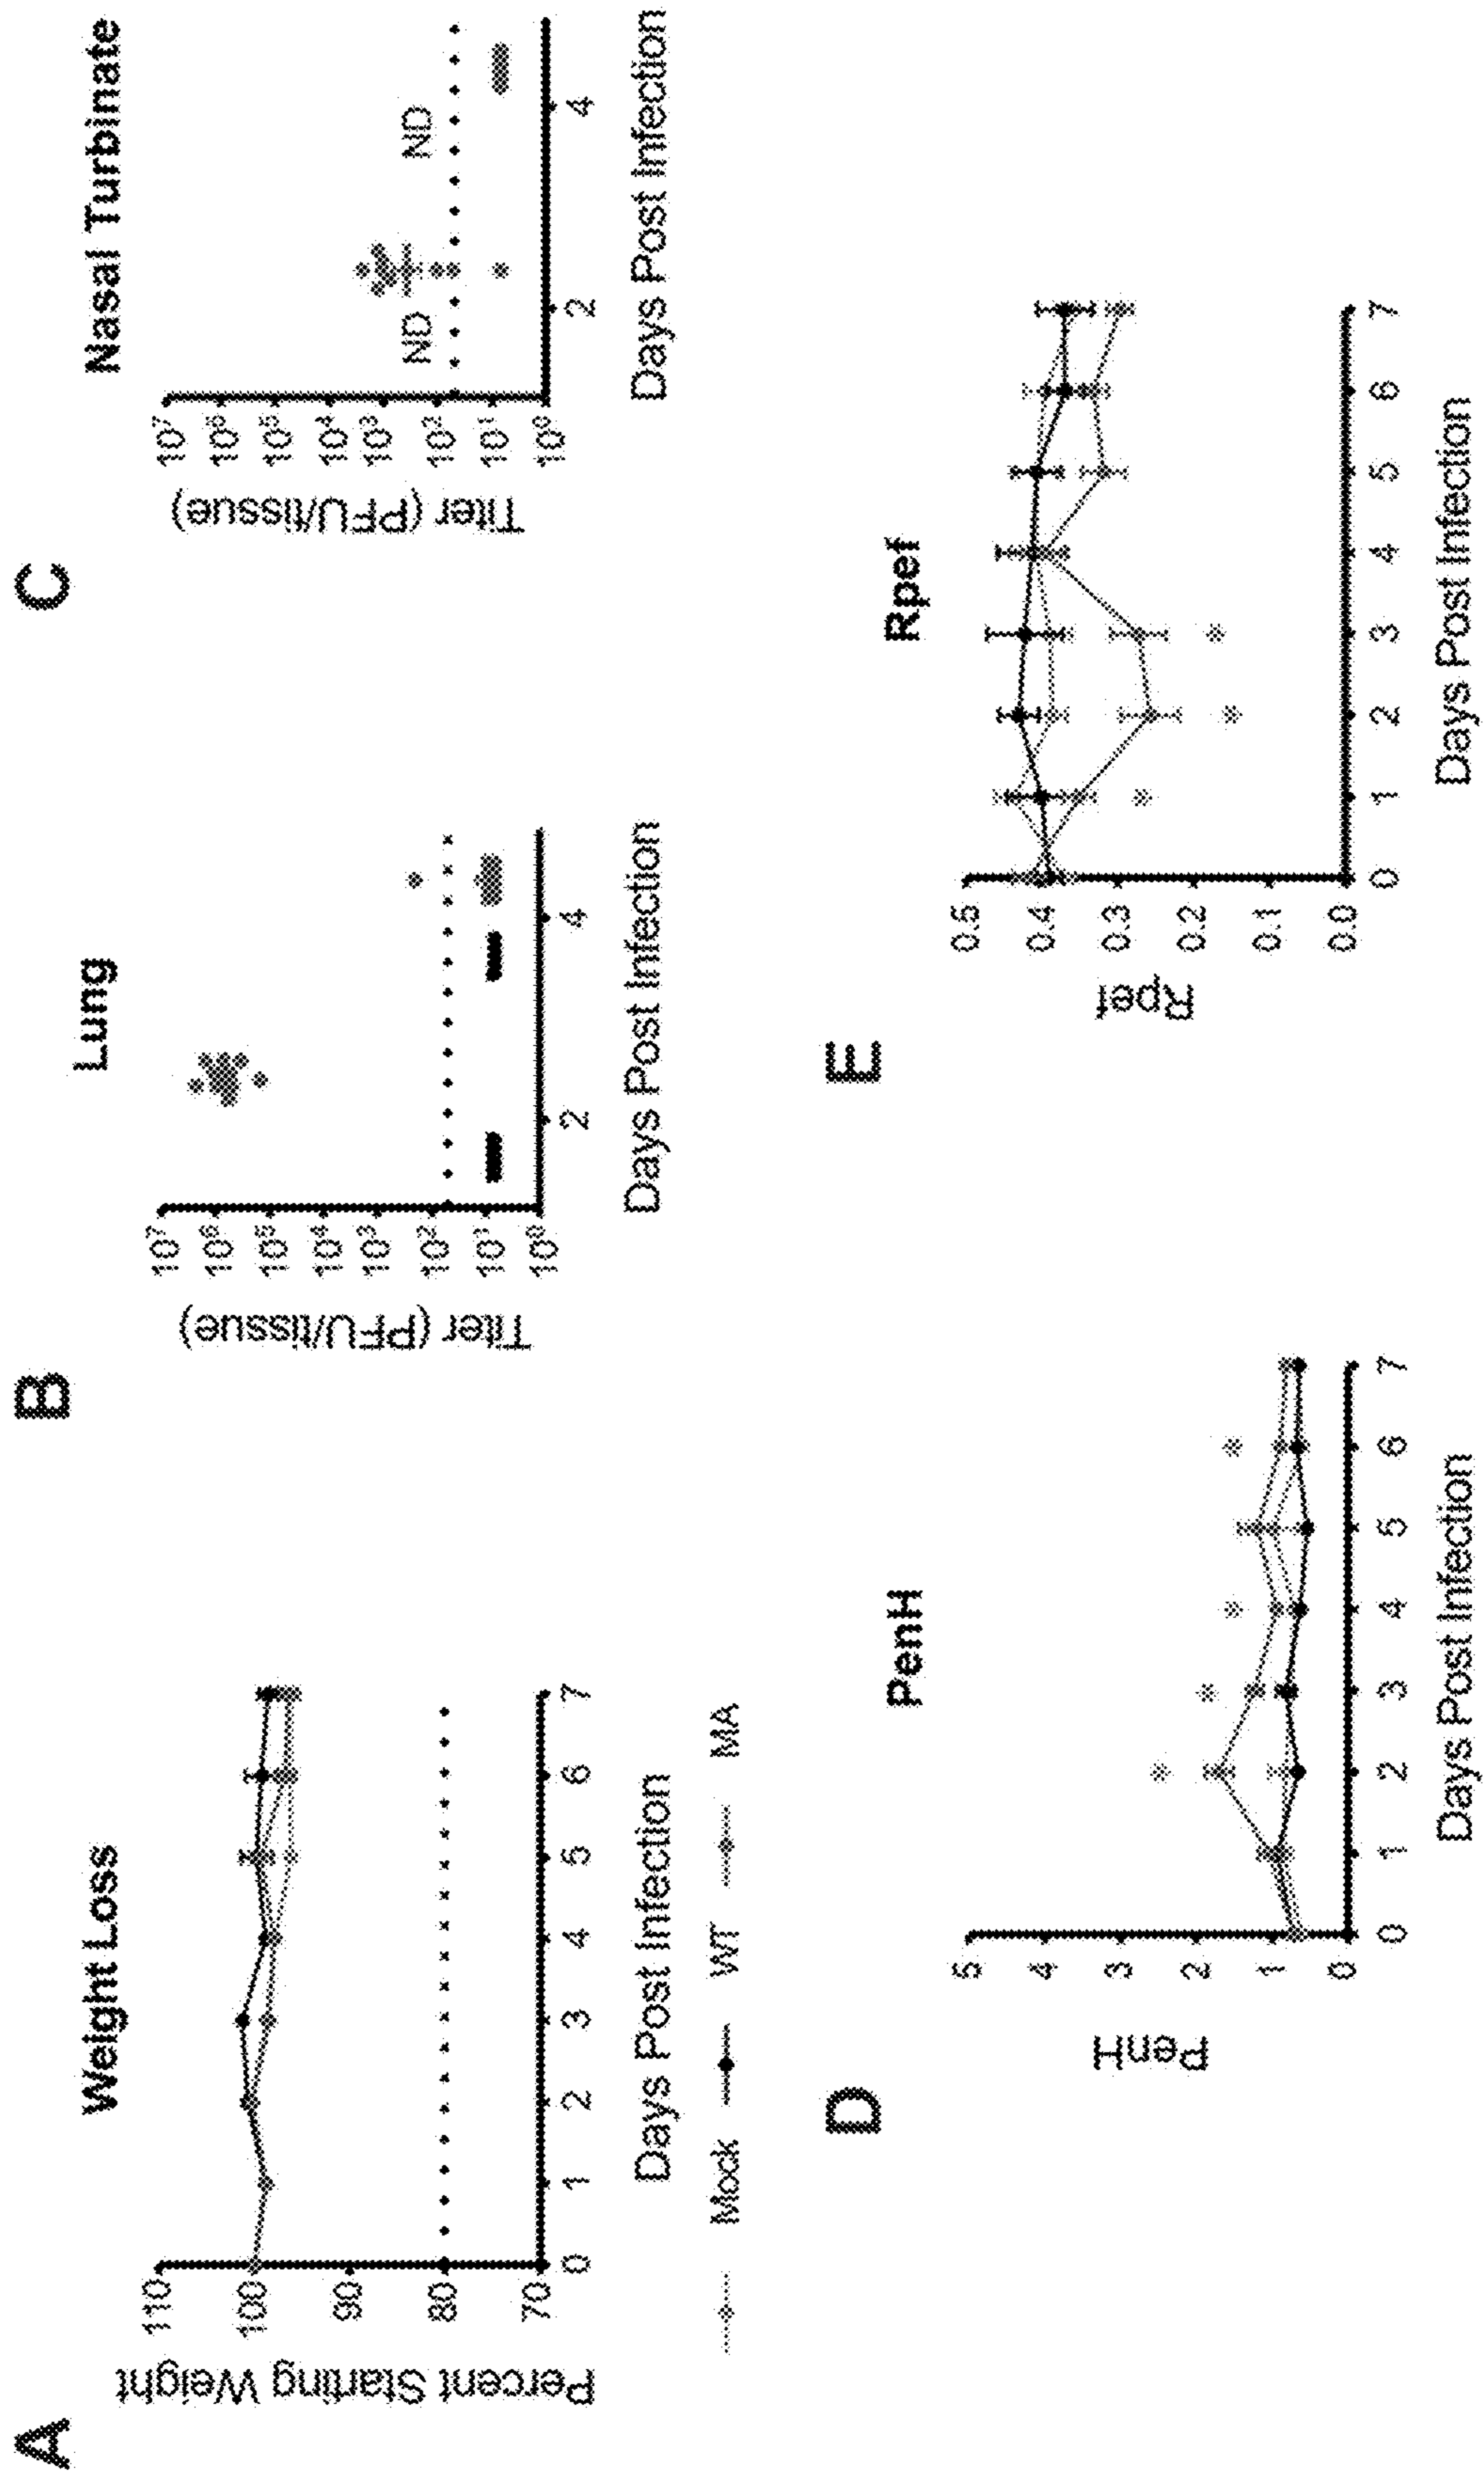 A
Weight Loss
Percent Starting Weight
110
100
90
80
70
0 1 2 3 4 5 6 7
Days Post Infection
Mock WT MA
B
Lung
Titer (PFU/tissue)
10⁷
10⁶
10⁵
10⁴
10³
10²
10¹
10⁰
2 4
Days Post Infection
C
Nasal Turbinate
Titer (PFU/tissue)
10⁷
10⁶
10⁵
10⁴
10³
10²
10¹
10⁰
ND ND
2 4
Days Post Infection
D
PenH
PenH
5
4
3
2
1
0
0 1 2 3 4 5 6 7
Days Post Infection
E
Rpef
Rpef
0.5
0.4
0.3
0.2
0.1
0.0
0 1 2 3 4 5 6 7
Days Post Infection